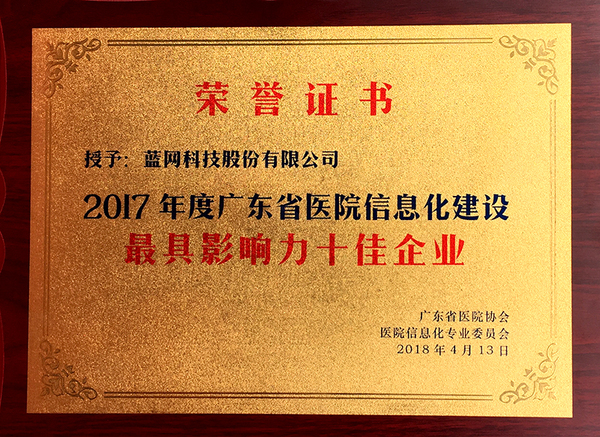 荣誉证书
授予：蓝网科技股份有限公司
2017年度广东省医院信息化建设
最具影响力十佳企业
广东省医院协会
医院信息化专业委员会
2018年4月13日